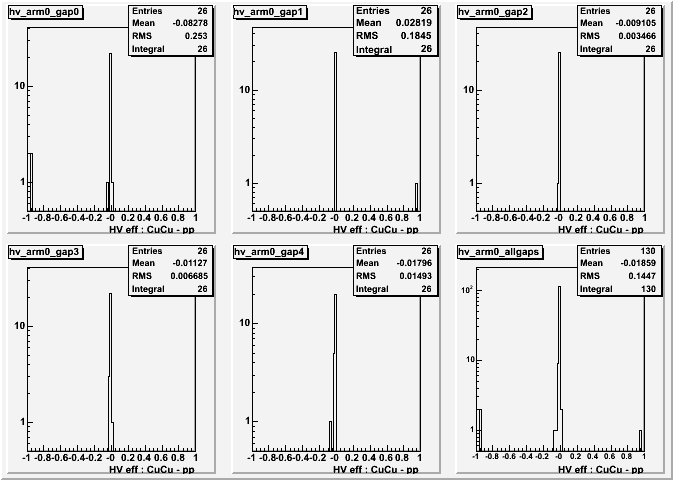 hv_arm0_gap0
Entries 26
Mean -0.08278
RMS 0.253
Integral 26
10
1
-1 -0.8-0.6-0.4-0.2 -0 0.2 0.4 0.6 0.8 1
HV eff : CuCu - pp
hv_arm0_gap1
Entries 26
Mean 0.02819
RMS 0.1845
Integral 26
10
1
-1 -0.8-0.6-0.4-0.2 -0 0.2 0.4 0.6 0.8 1
HV eff : CuCu - pp
hv_arm0_gap2
Entries 26
Mean -0.009105
RMS 0.003466
Integral 26
10
1
-1 -0.8-0.6-0.4-0.2 -0 0.2 0.4 0.6 0.8 1
HV eff : CuCu - pp
hv_arm0_gap3
Entries 26
Mean -0.01127
RMS 0.006685
Integral 26
10
1
-1 -0.8-0.6-0.4-0.2 -0 0.2 0.4 0.6 0.8 1
HV eff : CuCu - pp
hv_arm0_gap4
Entries 26
Mean -0.01796
RMS 0.01493
Integral 26
10
1
-1 -0.8-0.6-0.4-0.2 -0 0.2 0.4 0.6 0.8 1
HV eff : CuCu - pp
hv_arm0_allgaps
Entries 130
Mean -0.01859
RMS 0.1447
Integral 130
10²
10
1
-1 -0.8-0.6-0.4-0.2 -0 0.2 0.4 0.6 0.8 1
HV eff : CuCu - pp